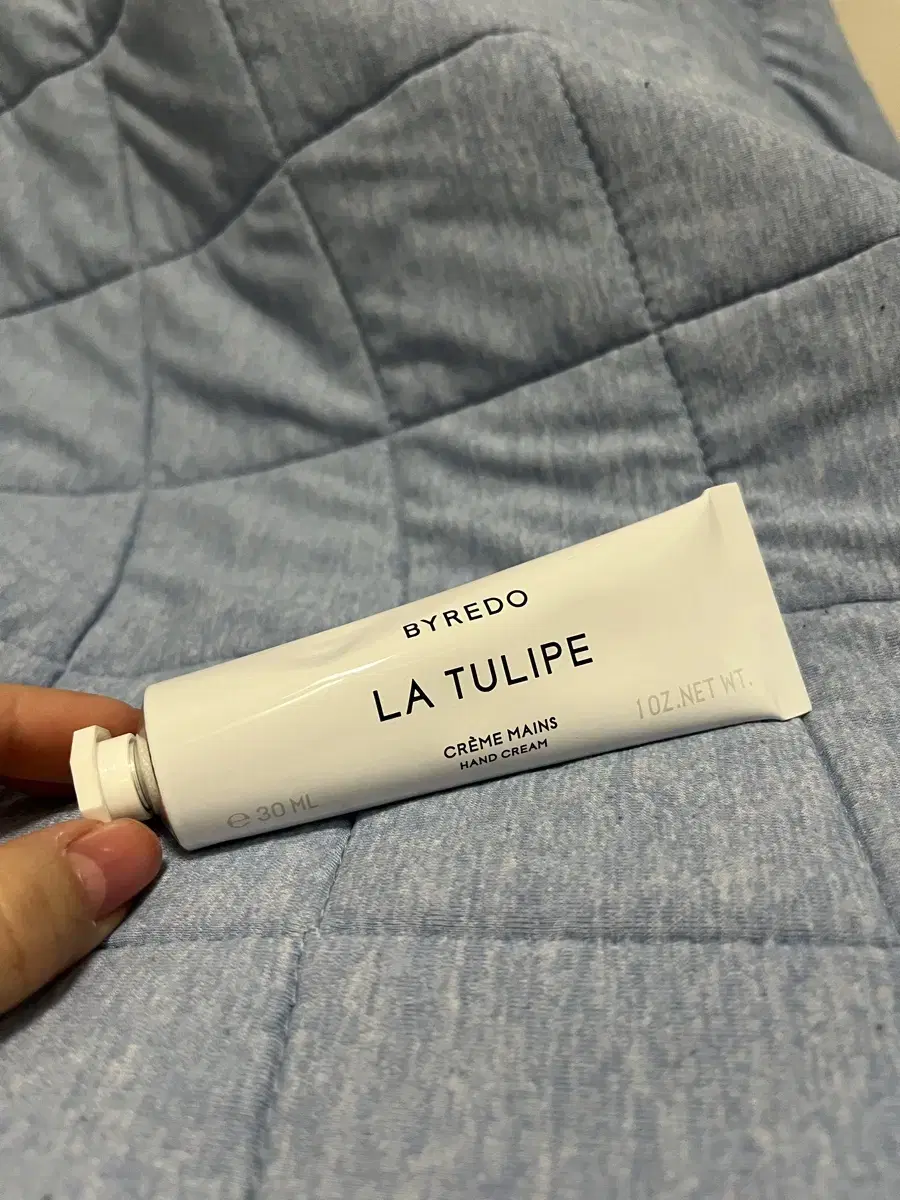 BYREDO
LA TULIPE
CRÈME MAINS
HAND CREAM
℮ 30 ML
1 OZ.NET WT.